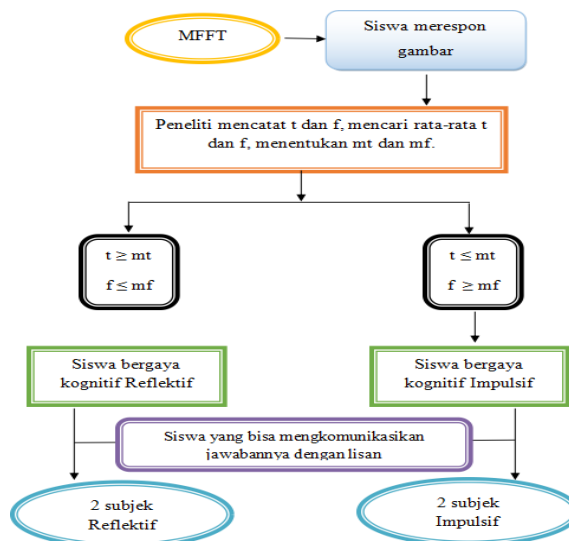 MFFT
Siswa merespon
gambar
Peneliti mencatat t dan f, mencari rata-rata t
dan f, menentukan mt dan mf.
t ≥ mt
f ≤ mf
t ≤ mt
f ≥ mf
Siswa bergaya
kognitif Reflektif
Siswa bergaya
kognitif Impulsif
Siswa yang bisa mengkomunikasikan
jawabannya dengan lisan
2 subjek
Reflektif
2 subjek
Impulsif